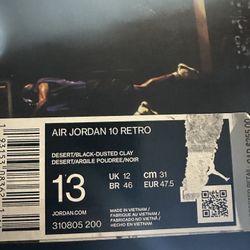 AIR JORDAN 10 RETRO
DESERT/BLACK-DUSTED CLAY
DESERT/ARGILE POUDREE/NOIR
13
UK 12
cm 31
BR 46
EUR 47.5
JORDAN.COM
310805 200
MADE IN VIETNAM /
FABRIQUE AU VIETNAM /
FABRICADO NO VIETNÃ /
HECHO EN VIETNAM